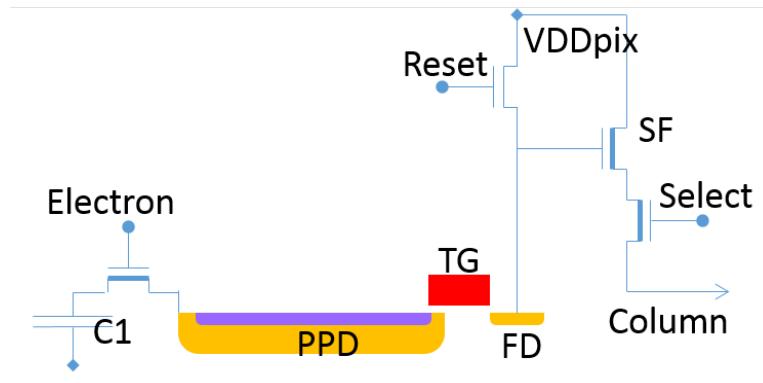 VDDpix
Reset
SF
Electron
Select
TG
C1
PPD
FD
Column